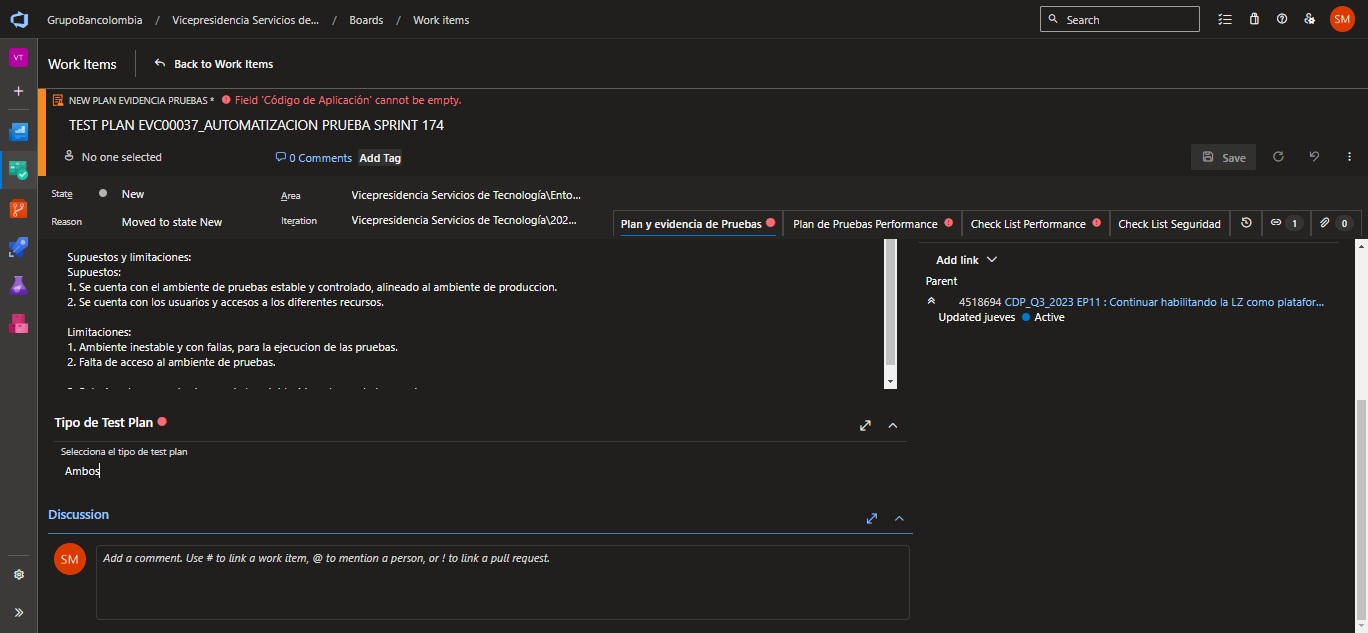 GrupoBancolombia / Vicepresidencia Servicios de... / Boards / Work items
Search
SM
VT
Work Items
Back to Work Items
NEW PLAN EVIDENCIA PRUEBAS * Field 'Código de Aplicación' cannot be empty.
TEST PLAN EVC00037_AUTOMATIZACION PRUEBA SPRINT 174
No one selected
0 Comments
Add Tag
Save
State
New
Area
Vicepresidencia Servicios de Tecnología\Ento...
Reason
Moved to state New
Iteration
Vicepresidencia Servicios de Tecnología\202...
Plan y evidencia de Pruebas
Plan de Pruebas Performance
Check List Performance
Check List Seguridad
1
0
Supuestos y limitaciones:
Supuestos:
1. Se cuenta con el ambiente de pruebas estable y controlado, alineado al ambiente de produccion.
2. Se cuenta con los usuarios y accesos a los diferentes recursos.
Limitaciones:
1. Ambiente inestable y con fallas, para la ejecucion de las pruebas.
2. Falta de acceso al ambiente de pruebas.
Add link
Parent
4518694 CDP_Q3_2023 EP11 : Continuar habilitando la LZ como platafor...
Updated jueves Active
Tipo de Test Plan
Selecciona el tipo de test plan
Ambos
Discussion
SM
Add a comment. Use # to link a work item, @ to mention a person, or ! to link a pull request.